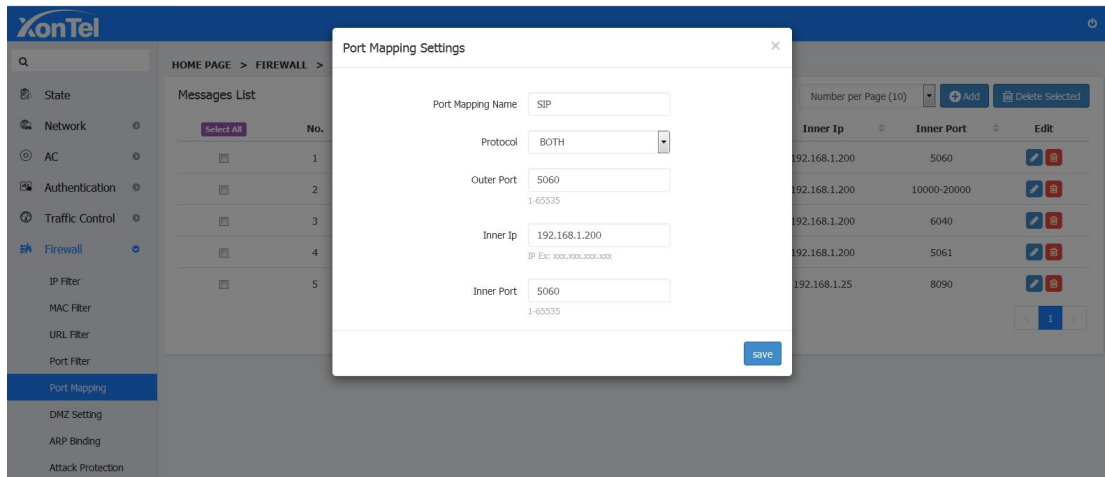 XonTel
Port Mapping Settings ×
HOME PAGE > FIREWALL >
State
Messages List
Number per Page (10) Add Delete Selected
Port Mapping Name SIP
Network
Select All No. Inner Ip Inner Port Edit
Protocol BOTH
AC
1 192.168.1.200 5060
Outer Port 5060
1-65535
Authentication
2 192.168.1.200 10000-20000
Traffic Control
3 192.168.1.200 6040
Inner Ip 192.168.1.200
IP Ex: xxx.xxx.xxx.xxx
Firewall
4 192.168.1.200 5061
IP Filter
5 192.168.1.25 8090
Inner Port 5060
1-65535
MAC Filter
< 1 >
URL Filter
save
Port Filter
Port Mapping
DMZ Setting
ARP Binding
Attack Protection